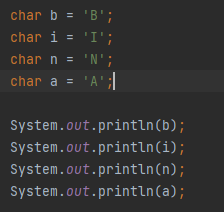 char b = 'B';
char i = 'I';
char n = 'N';
char a = 'A';
System.out.println(b);
System.out.println(i);
System.out.println(n);
System.out.println(a);